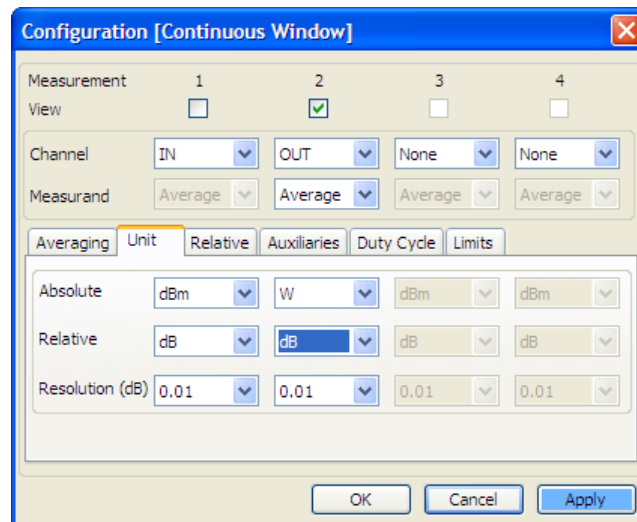 Configuration [Continuous Window]
Measurement 1 2 3 4
View
Channel IN OUT None None
Measurand Average Average Average Average
Averaging Unit Relative Auxiliaries Duty Cycle Limits
Absolute dBm W dBm dBm
Relative dB dB dB dB
Resolution (dB) 0.01 0.01 0.01 0.01
OK Cancel Apply